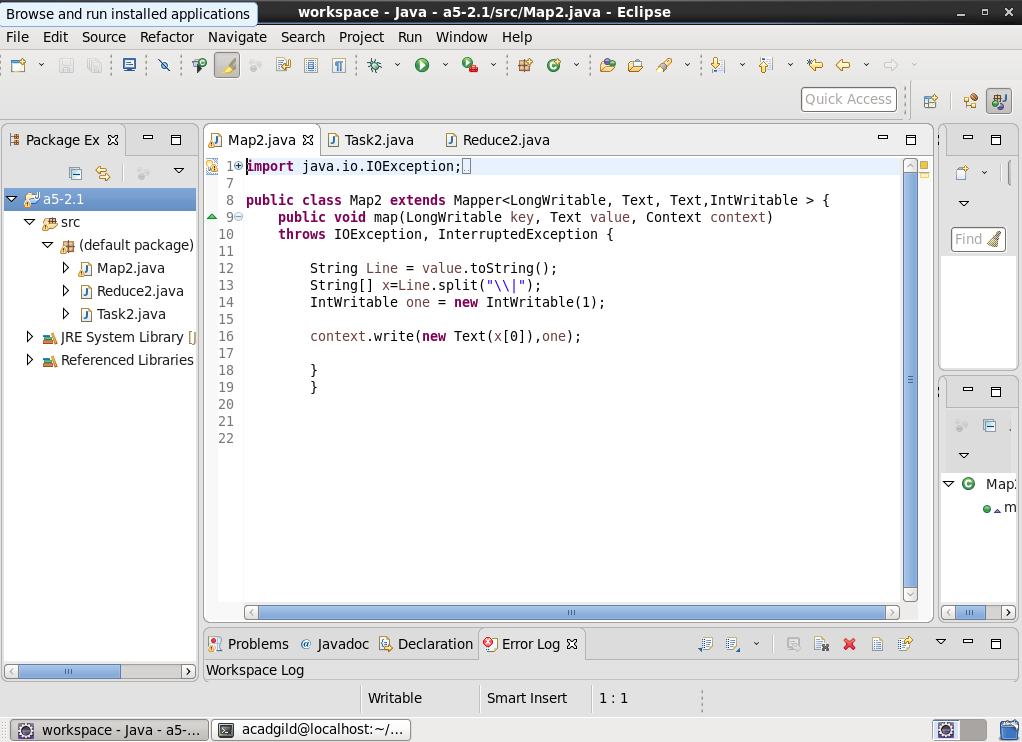 Browse and run installed applications
workspace - Java - a5-2.1/src/Map2.java - Eclipse
File Edit Source Refactor Navigate Search Project Run Window Help
Quick Access
Package Ex
Map2.java Task2.java Reduce2.java
a5-2.1
src
(default package)
Map2.java
Reduce2.java
Task2.java
JRE System Library [
Referenced Libraries
1 import java.io.IOException;
7
8 public class Map2 extends Mapper<LongWritable, Text, Text,IntWritable > {
9 public void map(LongWritable key, Text value, Context context)
10 throws IOException, InterruptedException {
11
12 String Line = value.toString();
13 String[] x=Line.split("\\|");
14 IntWritable one = new IntWritable(1);
15
16 context.write(new Text(x[0]),one);
17
18 }
19 }
20
21
22
Find
Map2
m
Problems @ Javadoc Declaration Error Log
Workspace Log
Writable Smart Insert 1 : 1
workspace - Java - a5-... acadgild@localhost:~/...